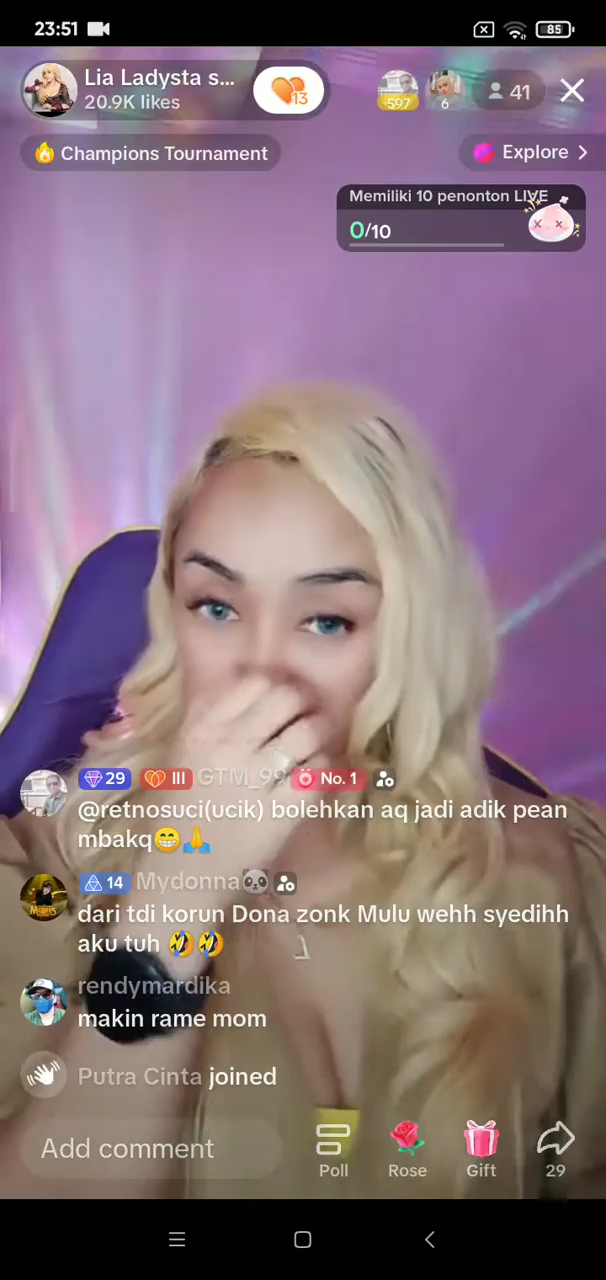 23:51
85
Lia Ladysta s...
20.9K likes
13
597
6
41
Champions Tournament
Explore
Memiliki 10 penonton LIVE
0/10
29 III GTM_99 No. 1
@retnosuci(ucik) bolehkan aq jadi adik pean
mbakq😁🙏
14 Mydonna🐼
dari tdi korun Dona zonk Mulu wehh syedihh
aku tuh 🤣🤣
rendymardika
makin rame mom
Putra Cinta joined
Add comment
Poll
Rose
Gift
29